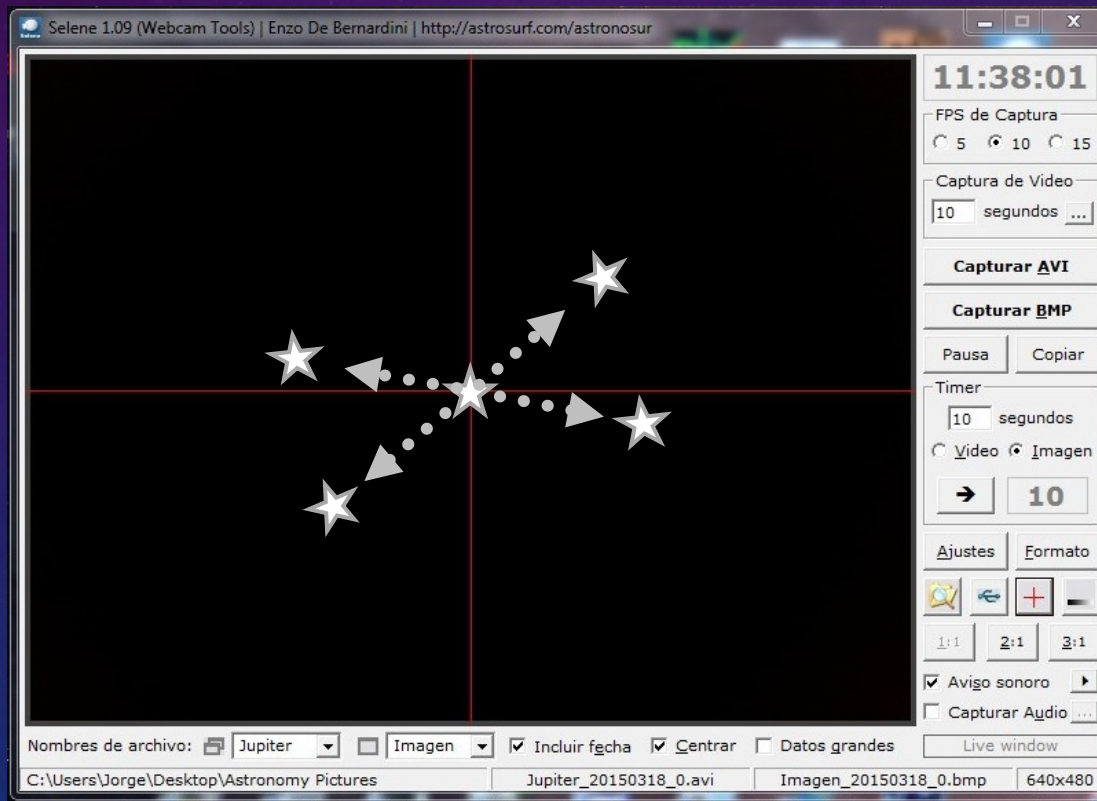 Selene 1.09 (Webcam Tools) | Enzo De Bernardini | http://astrosurf.com/astronosur
11:38:01
FPS de Captura
5 10 15
Captura de Video
10 segundos ...
Capturar AVI
Capturar BMP
Pausa Copiar
Timer
10 segundos
Video Imagen
10
Ajustes Formato
1:1 2:1 3:1
Aviso sonoro
Capturar Audio ...
Nombres de archivo: Jupiter Imagen Incluir fecha Centrar Datos grandes Live window
C:\Users\Jorge\Desktop\Astronomy Pictures Jupiter_20150318_0.avi Imagen_20150318_0.bmp 640x480